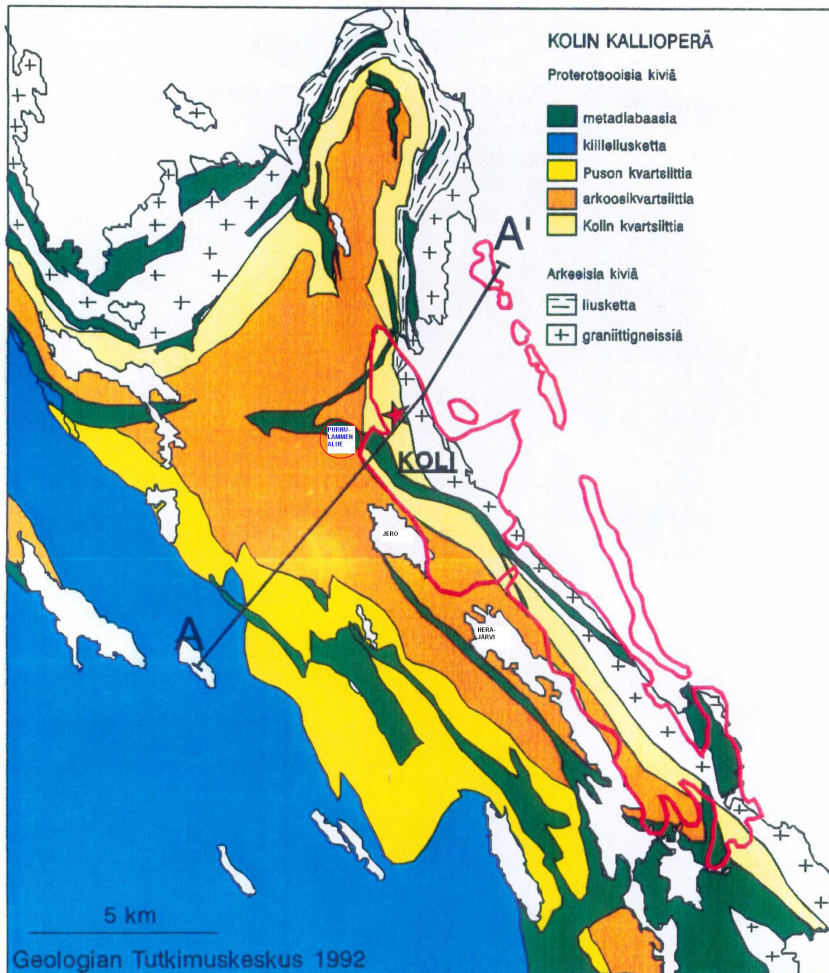 KOLIN KALLIOPERÄ
Proterotsooisia kiviä
metadiabaasia
kiilleliusketta
Puson kvartsiittia
arkoosikvartsiittia
Kolin kvartsiittia
Arkeeisia kiviä
liusketta
graniittigneissiä
A'
PURNU-
LAMMEN
ALUE
KOLI
JERO
HERA-
JÄRVI
A
5 km
Geologian Tutkimuskeskus 1992